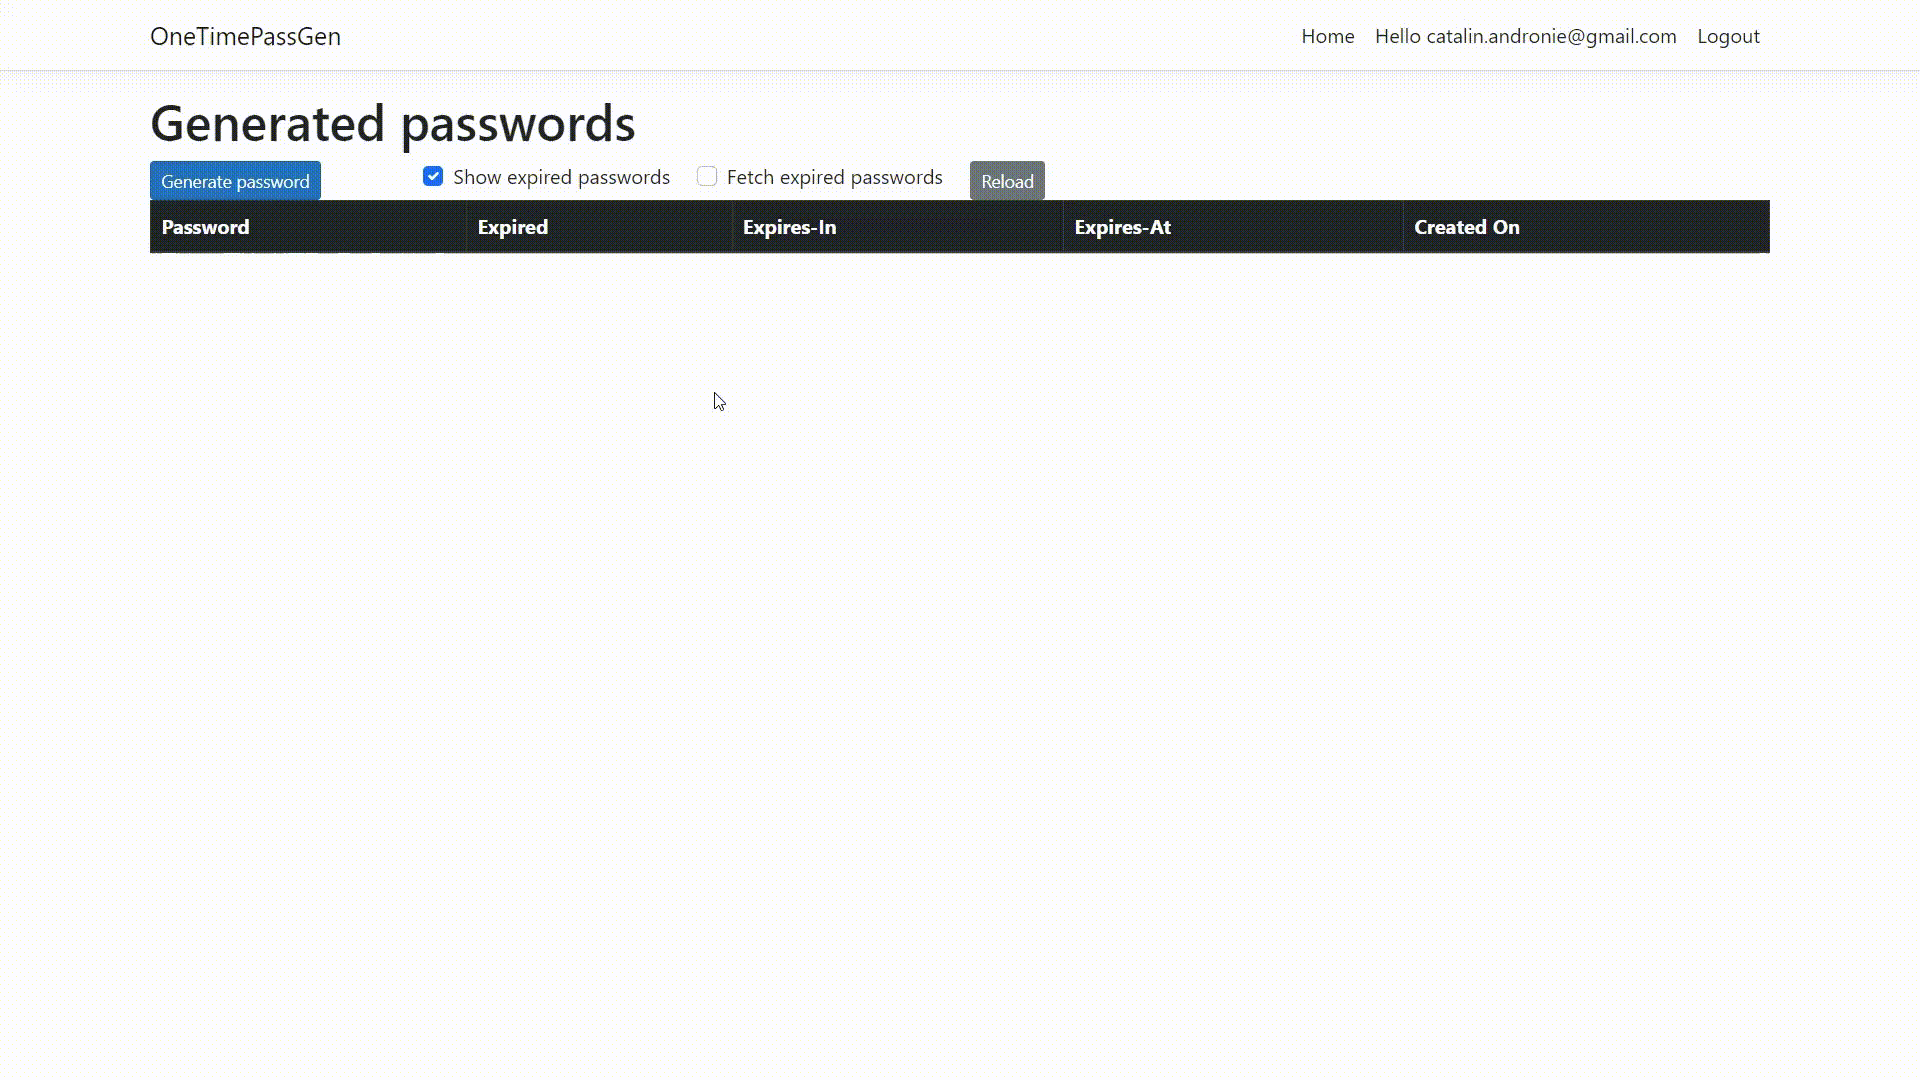 OneTimePassGen Home Hello catalin.andronie@gmail.com Logout
Generated passwords
Generate password Show expired passwords Fetch expired passwords Reload
Password Expired Expires-In Expires-At Created On